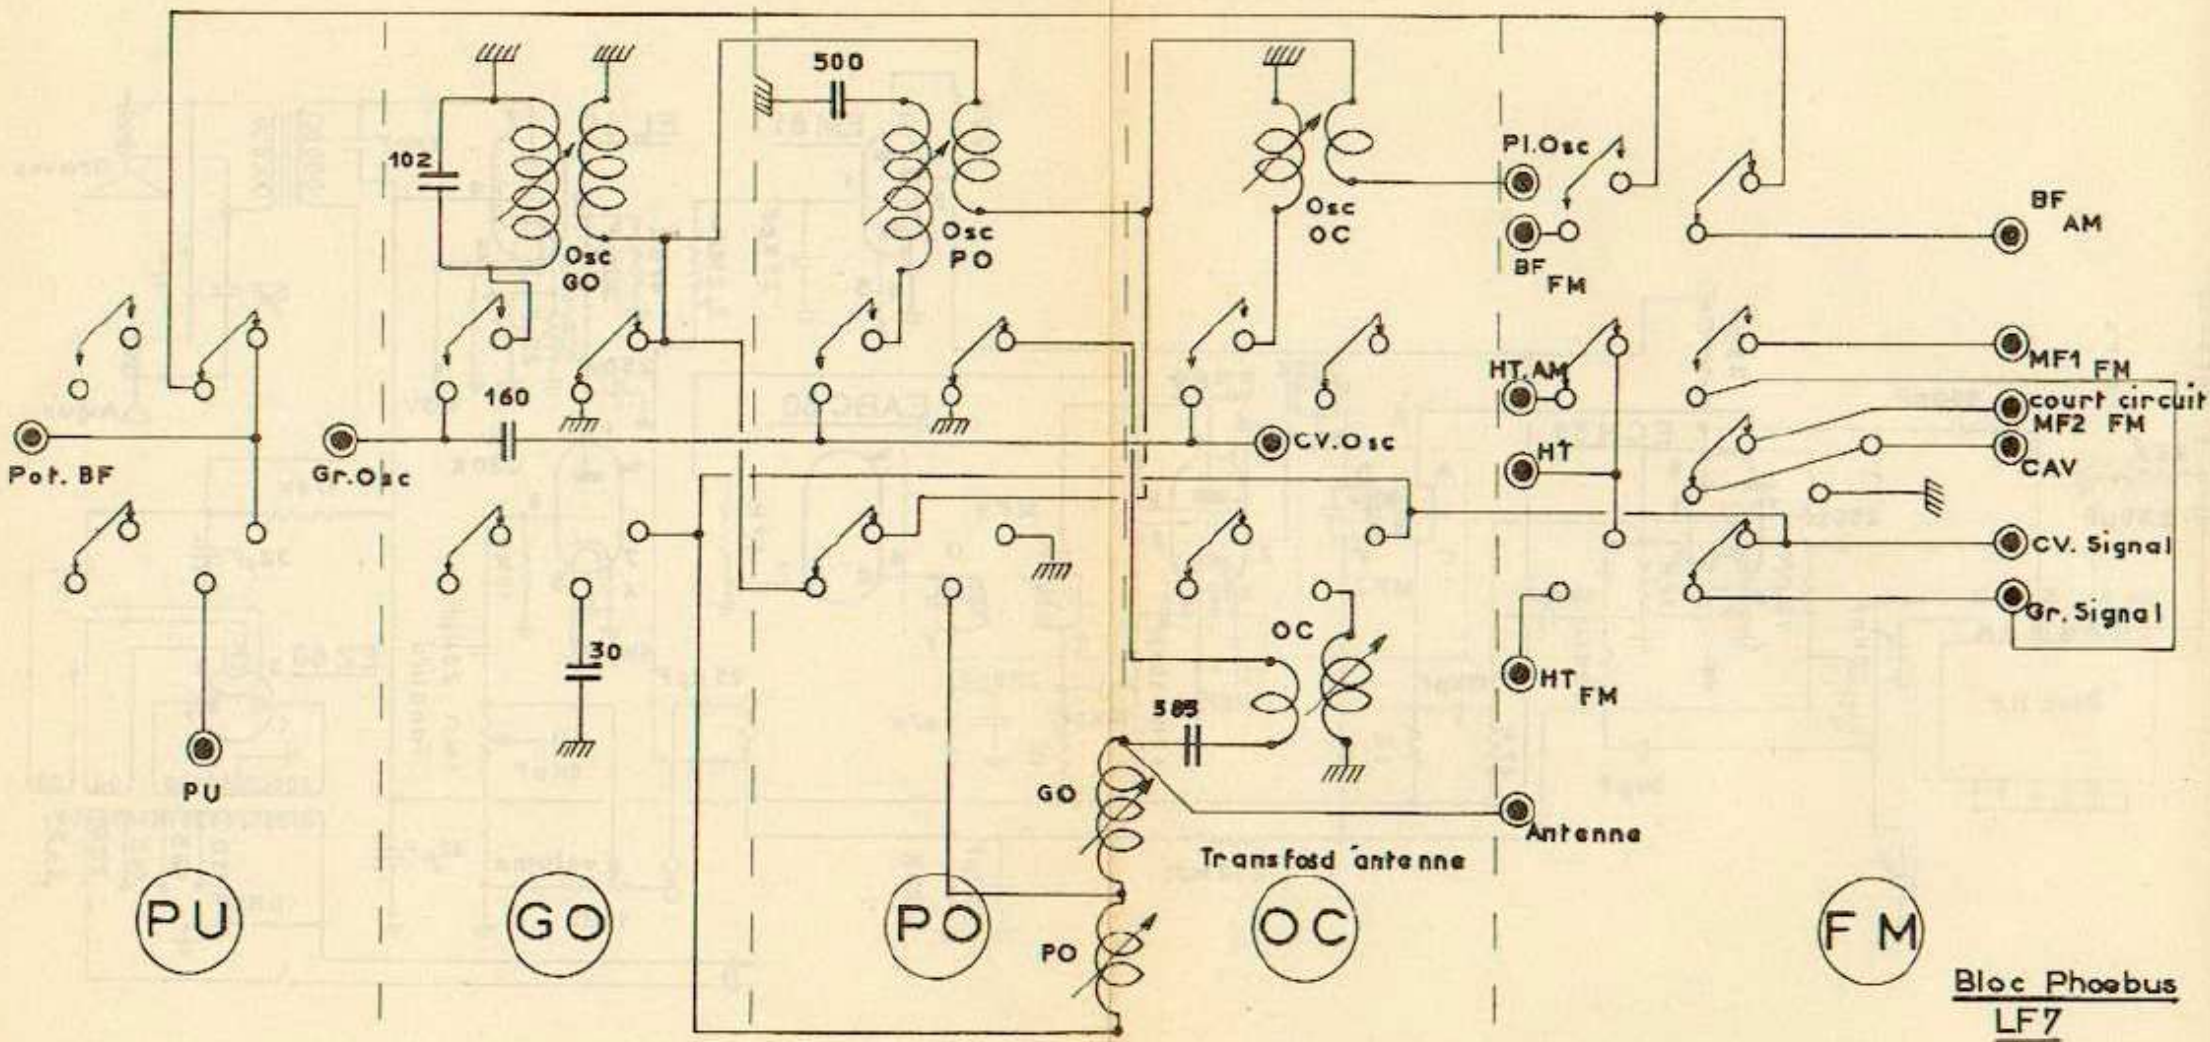 500
102
Osc
GO
Osc
PO
Osc
OC
Pl.Osc
BF
FM
BF
AM
160
HT.AM
HT
MF1 FM
court circuit
MF2 FM
CAV
Pot. BF
Gr.Osc
CV.Osc
CV. Signal
Gr. Signal
30
OC
585
HT FM
PU
GO
Antenne
Transfosd'antenne
PO
PU
GO
PO
OC
FM
Bloc Phoebus
LF7